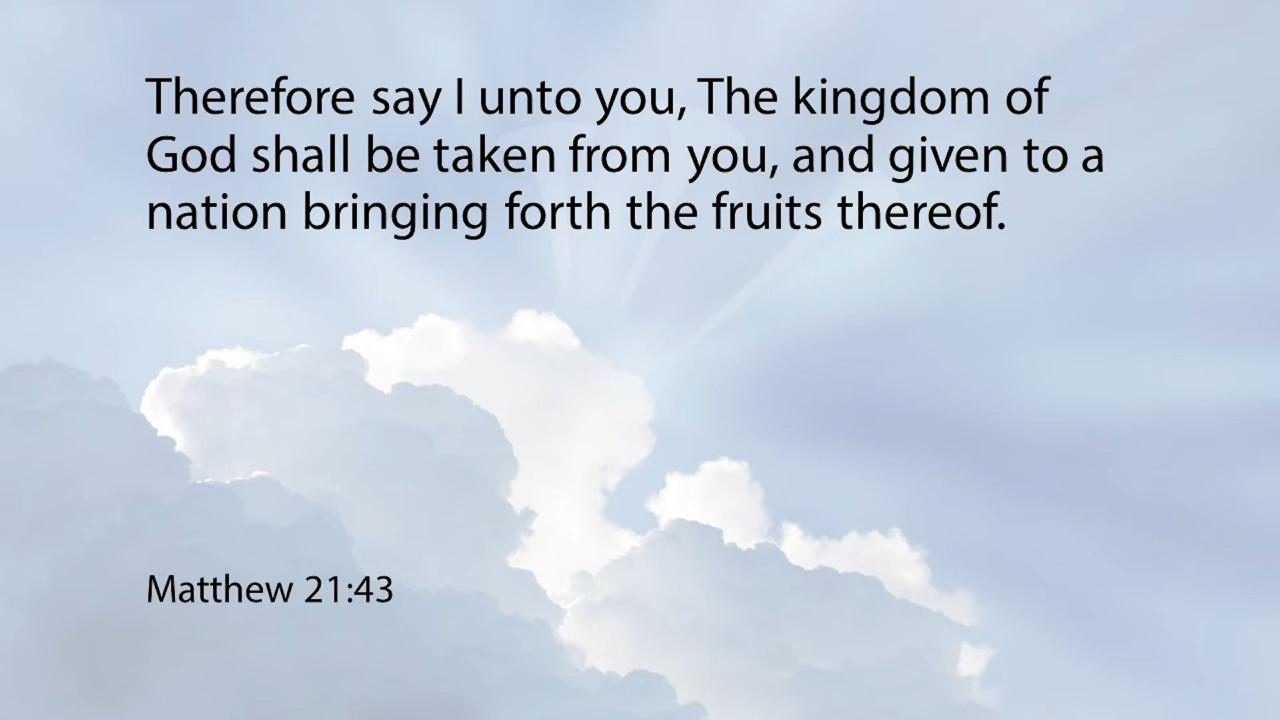 Therefore say I unto you, The kingdom of
God shall be taken from you, and given to a
nation bringing forth the fruits thereof.
Matthew 21:43